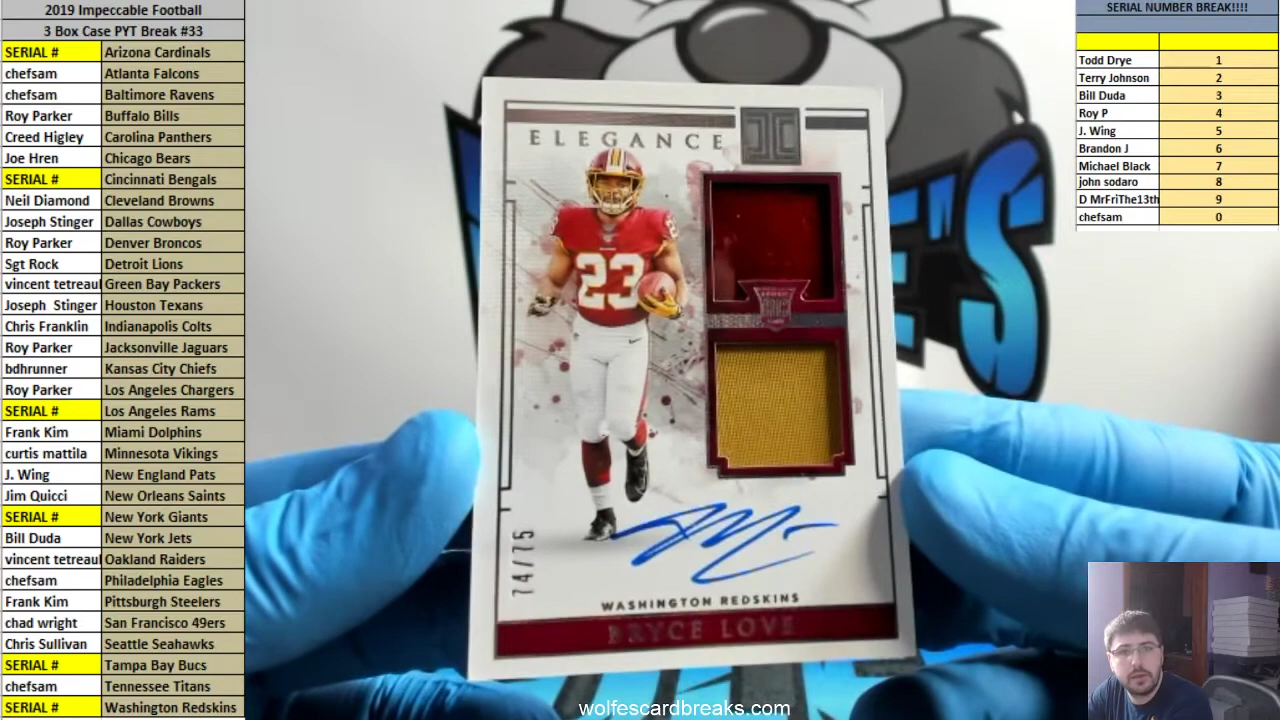 2019 Impeccable Football
3 Box Case PYT Break #33
SERIAL # Arizona Cardinals
chefsam Atlanta Falcons
chefsam Baltimore Ravens
Roy Parker Buffalo Bills
Creed Higley Carolina Panthers
Joe Hren Chicago Bears
SERIAL # Cincinnati Bengals
Neil Diamond Cleveland Browns
Joseph Stinger Dallas Cowboys
Roy Parker Denver Broncos
Sgt Rock Detroit Lions
vincent tetreaul Green Bay Packers
Joseph Stinger Houston Texans
Chris Franklin Indianapolis Colts
Roy Parker Jacksonville Jaguars
bdhrunner Kansas City Chiefs
Roy Parker Los Angeles Chargers
SERIAL # Los Angeles Rams
Frank Kim Miami Dolphins
curtis mattila Minnesota Vikings
J. Wing New England Pats
Jim Quicci New Orleans Saints
SERIAL # New York Giants
Bill Duda New York Jets
vincent tetreaul Oakland Raiders
chefsam Philadelphia Eagles
Frank Kim Pittsburgh Steelers
chad wright San Francisco 49ers
Chris Sullivan Seattle Seahawks
SERIAL # Tampa Bay Bucs
chefsam Tennessee Titans
SERIAL # Washington Redskins
ELEGANCE
23
74/75
WASHINGTON REDSKINS
BRYCE LOVE
wolfescardbreaks.com
SERIAL NUMBER BREAK!!!!
Todd Drye 1
Terry Johnson 2
Bill Duda 3
Roy P 4
J. Wing 5
Brandon J 6
Michael Black 7
john sodaro 8
D MrFriThe13th 9
chefsam 0